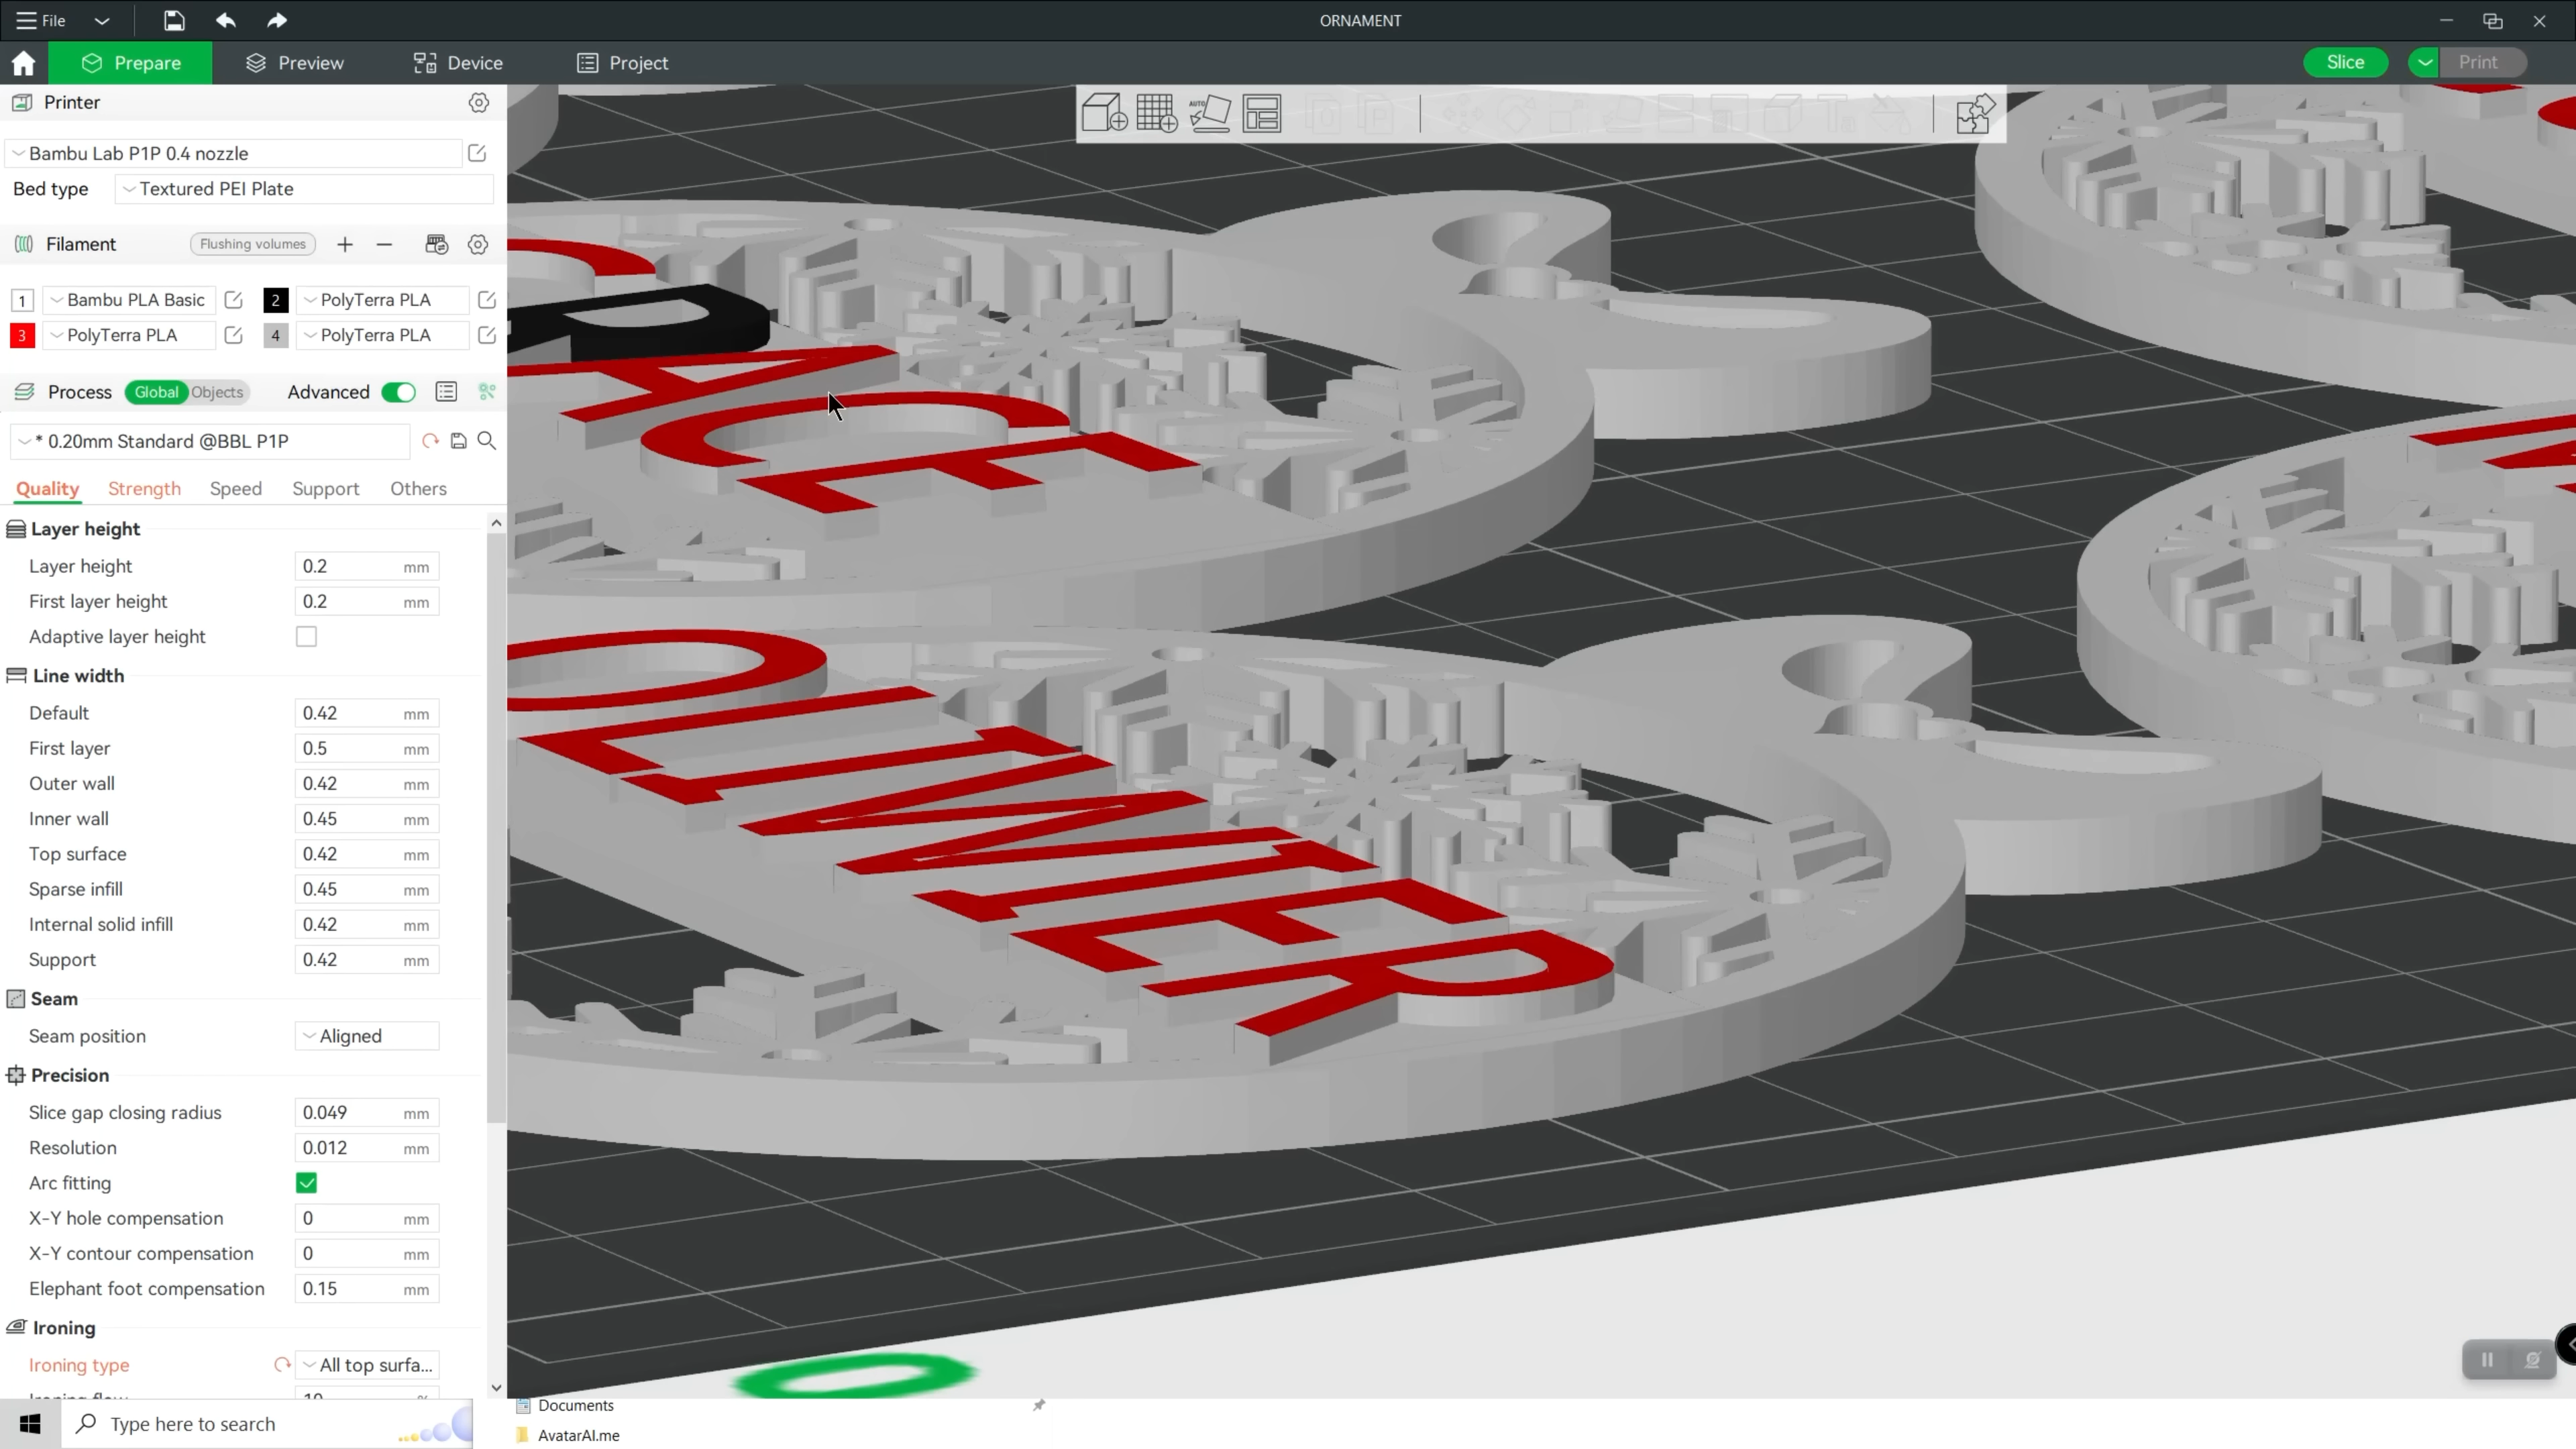 File
ORNAMENT
Prepare
Preview
Device
Project
Slice
Print
Printer
Bambu Lab P1P 0.4 nozzle
Bed type
Textured PEI Plate
Filament
Flushing volumes
1 Bambu PLA Basic
2 PolyTerra PLA
3 PolyTerra PLA
4 PolyTerra PLA
Process
Global Objects
Advanced
* 0.20mm Standard @BBL P1P
Quality
Strength
Speed
Support
Others
Layer height
Layer height 0.2 mm
First layer height 0.2 mm
Adaptive layer height
Line width
Default 0.42 mm
First layer 0.5 mm
Outer wall 0.42 mm
Inner wall 0.45 mm
Top surface 0.42 mm
Sparse infill 0.45 mm
Internal solid infill 0.42 mm
Support 0.42 mm
Seam
Seam position Aligned
Precision
Slice gap closing radius 0.049 mm
Resolution 0.012 mm
Arc fitting
X-Y hole compensation 0 mm
X-Y contour compensation 0 mm
Elephant foot compensation 0.15 mm
Ironing
Ironing type All top surfa...
Ironing flow 10 %
Type here to search
Documents
AvatarAI.me
AUTO
ACE